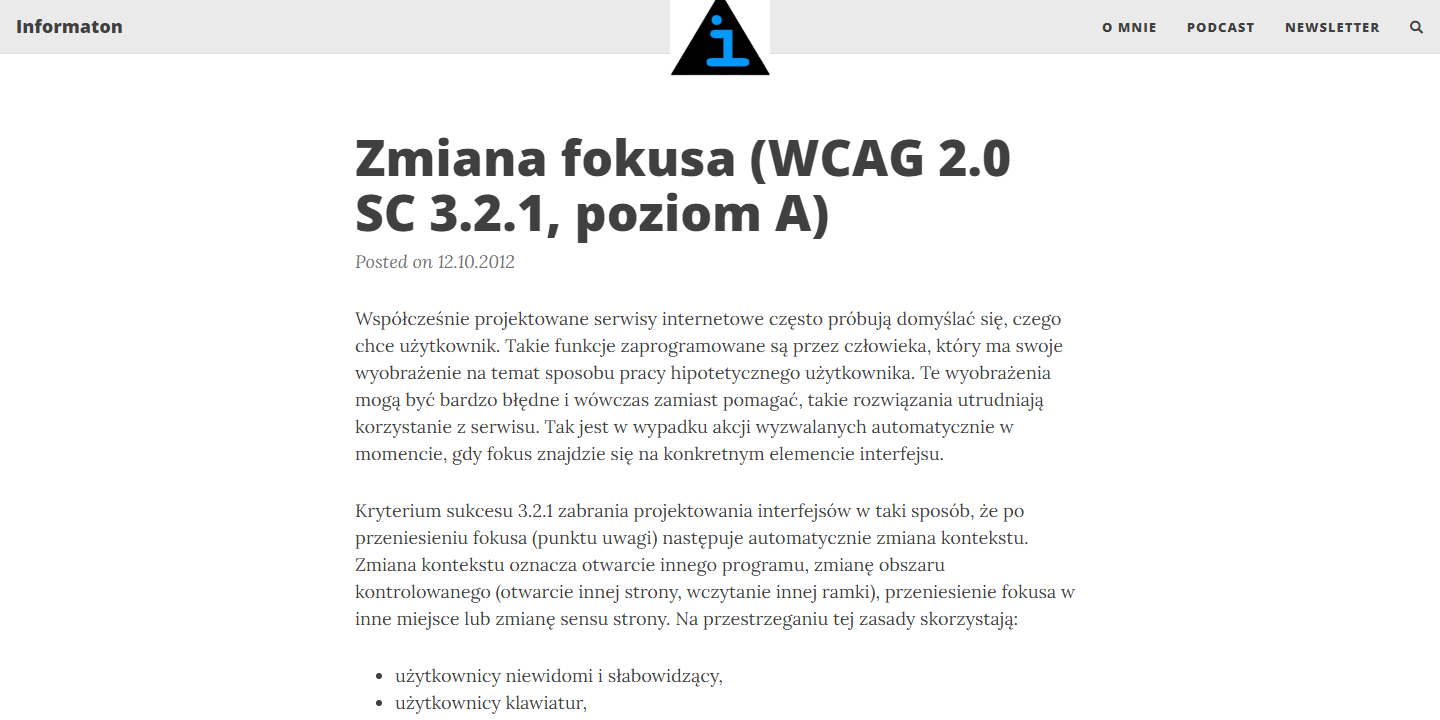 Informaton
i
O MNIE
PODCAST
NEWSLETTER
Zmiana fokusa (WCAG 2.0
SC 3.2.1, poziom A)
Posted on 12.10.2012
Współcześnie projektowane serwisy internetowe często próbują domyślać się, czego
chce użytkownik. Takie funkcje zaprogramowane są przez człowieka, który ma swoje
wyobrażenie na temat sposobu pracy hipotetycznego użytkownika. Te wyobrażenia
mogą być bardzo błędne i wówczas zamiast pomagać, takie rozwiązania utrudniają
korzystanie z serwisu. Tak jest w wypadku akcji wyzwalanych automatycznie w
momencie, gdy fokus znajdzie się na konkretnym elemencie interfejsu.
Kryterium sukcesu 3.2.1 zabrania projektowania interfejsów w taki sposób, że po
przeniesieniu fokusa (punktu uwagi) następuje automatycznie zmiana kontekstu.
Zmiana kontekstu oznacza otwarcie innego programu, zmianę obszaru
kontrolowanego (otwarcie innej strony, wczytanie innej ramki), przeniesienie fokusa w
inne miejsce lub zmianę sensu strony. Na przestrzeganiu tej zasady skorzystają:
użytkownicy niewidomi i słabowidzący,
użytkownicy klawiatur,